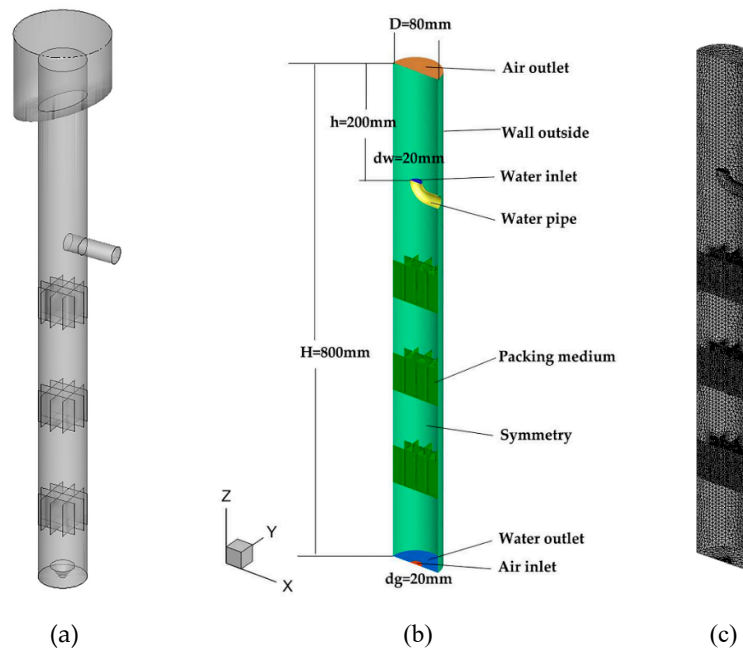 D=80mm
Air outlet
h=200mm
Wall outside
dw=20mm
Water inlet
Water pipe
H=800mm
Packing medium
Symmetry
Z
Y
X
Water outlet
Air inlet
dg=20mm
(a)
(b)
(c)